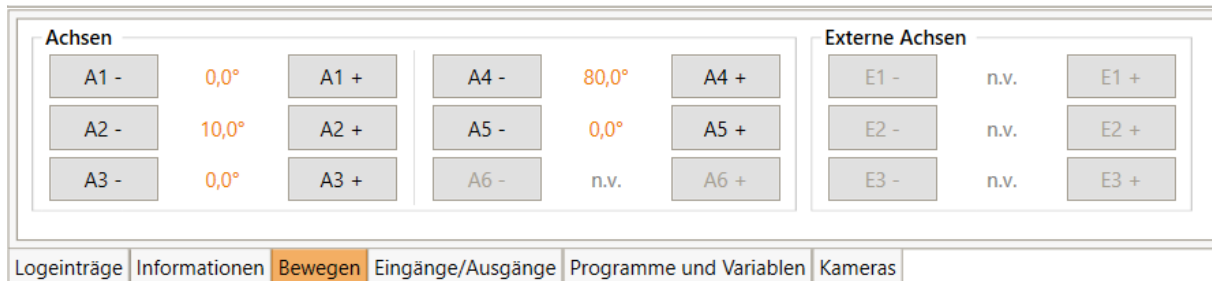 Achsen Externe Achsen
A1 - 0,0° A1 + A4 - 80,0° A4 + E1 - n.v. E1 +
A2 - 10,0° A2 + A5 - 0,0° A5 + E2 - n.v. E2 +
A3 - 0,0° A3 + A6 - n.v. A6 + E3 - n.v. E3 +
Logeinträge Informationen Bewegen Eingänge/Ausgänge Programme und Variablen Kameras